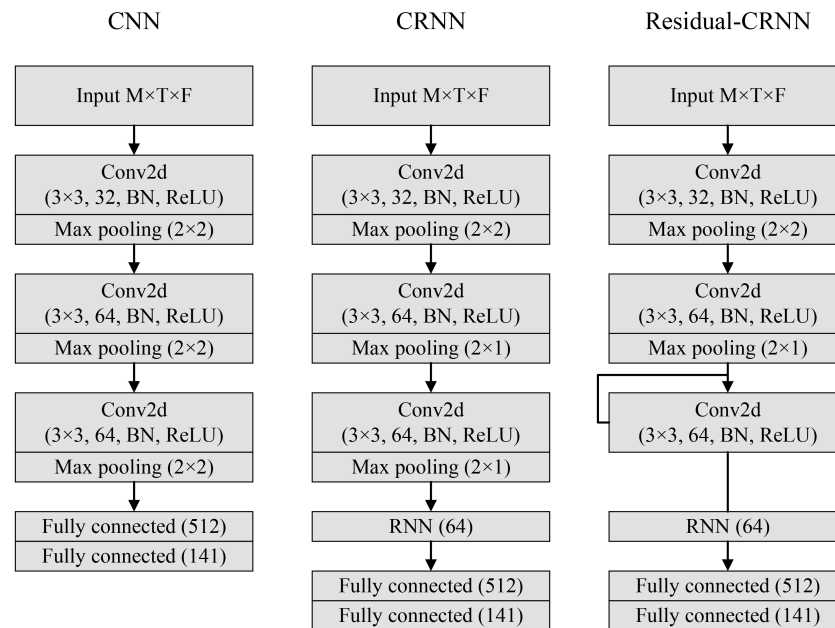 CNN
Input M×T×F
Conv2d
(3×3, 32, BN, ReLU)
Max pooling (2×2)
Conv2d
(3×3, 64, BN, ReLU)
Max pooling (2×2)
Conv2d
(3×3, 64, BN, ReLU)
Max pooling (2×2)
Fully connected (512)
Fully connected (141)
CRNN
Input M×T×F
Conv2d
(3×3, 32, BN, ReLU)
Max pooling (2×2)
Conv2d
(3×3, 64, BN, ReLU)
Max pooling (2×1)
Conv2d
(3×3, 64, BN, ReLU)
Max pooling (2×1)
RNN (64)
Fully connected (512)
Fully connected (141)
Residual-CRNN
Input M×T×F
Conv2d
(3×3, 32, BN, ReLU)
Max pooling (2×2)
Conv2d
(3×3, 64, BN, ReLU)
Max pooling (2×1)
Conv2d
(3×3, 64, BN, ReLU)
RNN (64)
Fully connected (512)
Fully connected (141)